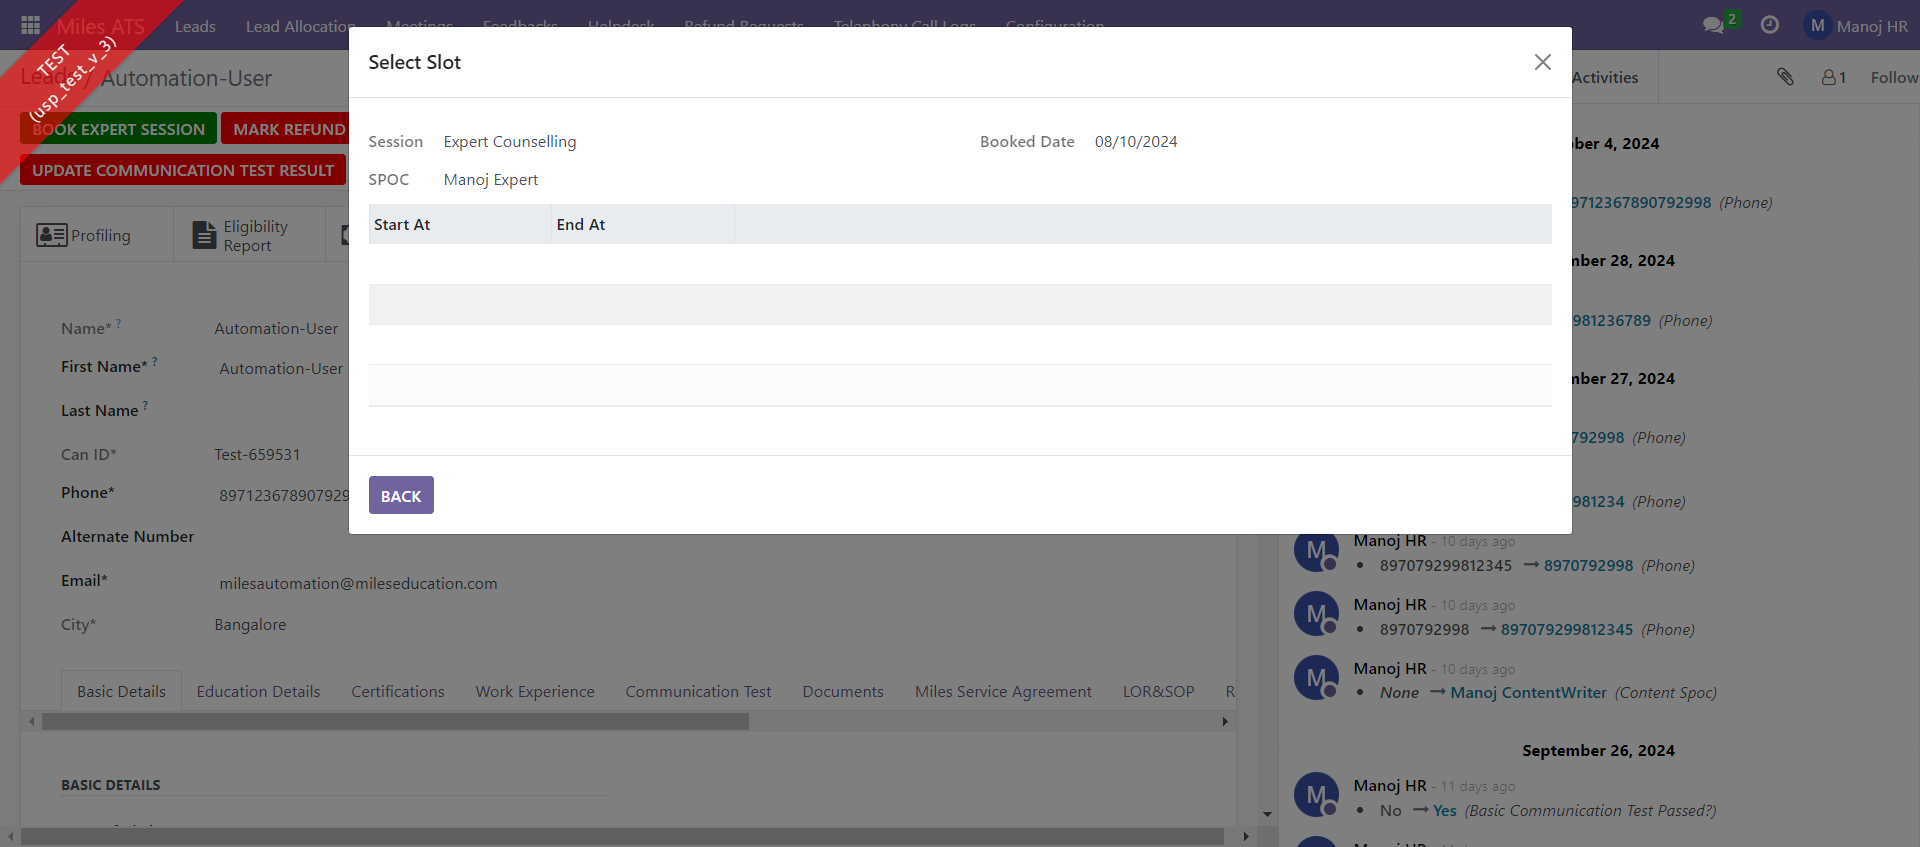 Miles ATS
Leads
Lead Allocation
Meetings
Feedbacks
Helpdesk
Refund Requests
Telephony Call Logs
Configuration
2
M
Manoj HR
TEST
(usp_test_v_3)
Leads / Automation-User
BOOK EXPERT SESSION
MARK REFUND
UPDATE COMMUNICATION TEST RESULT
Activities
1
Follow
Select Slot
Session
Expert Counselling
Booked Date
08/10/2024
SPOC
Manoj Expert
Start At
End At
BACK
Profiling
Eligibility
Report
Name* ?
Automation-User
First Name* ?
Automation-User
Last Name ?
Can ID*
Test-659531
Phone*
897123678907929
Alternate Number
Email*
milesautomation@mileseducation.com
City*
Bangalore
Basic Details
Education Details
Certifications
Work Experience
Communication Test
Documents
Miles Service Agreement
LOR&SOP
R
BASIC DETAILS
ber 4, 2024
9712367890792998 (Phone)
mber 28, 2024
981236789 (Phone)
mber 27, 2024
792998 (Phone)
981234 (Phone)
M
Manoj HR - 10 days ago
• 897079299812345 → 8970792998 (Phone)
M
Manoj HR - 10 days ago
• 8970792998 → 897079299812345 (Phone)
M
Manoj HR - 10 days ago
• None → Manoj ContentWriter (Content Spoc)
September 26, 2024
M
Manoj HR - 11 days ago
• No → Yes (Basic Communication Test Passed?)